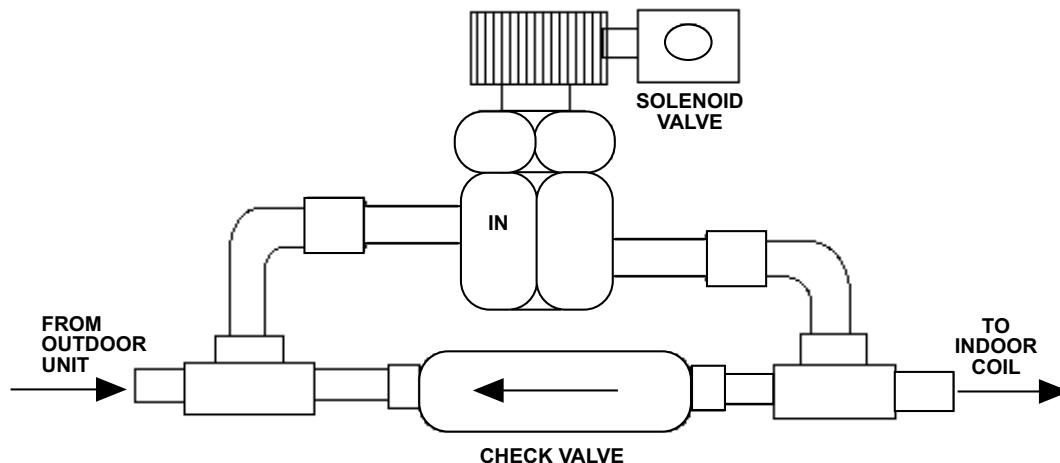 SOLENOID
VALVE
IN
FROM
OUTDOOR
UNIT
TO
INDOOR
COIL
CHECK VALVE